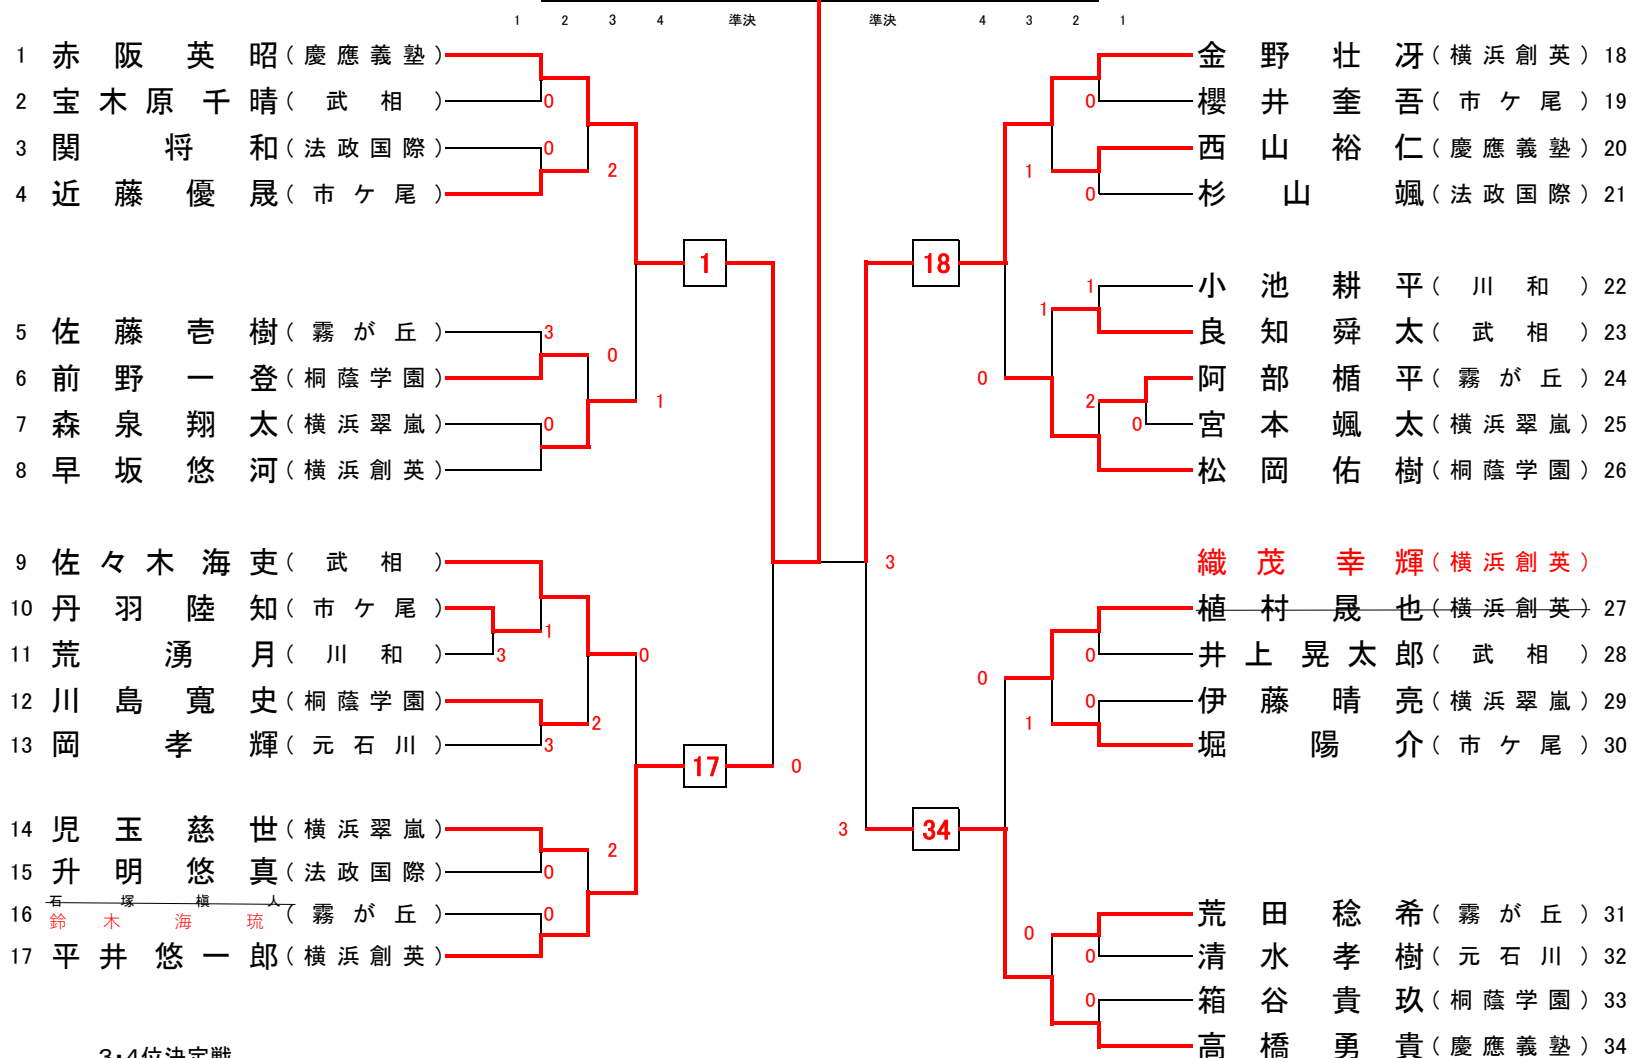 1 2 3 4 準決 準決 4 3 2 1
1 赤阪英昭(慶應義塾)
2 宝木原千晴(武相)
0
3 関将和(法政国際)
0
4 近藤優晟(市ケ尾)
2
1
5 佐藤壱樹(霧が丘)
3
0
6 前野一登(桐蔭学園)
1
7 森泉翔太(横浜翠嵐)
0
8 早坂悠河(横浜創英)
9 佐々木海吏(武相)
10 丹羽陸知(市ケ尾)
1
11 荒湧月(川和)
3
0
12 川島寛史(桐蔭学園)
2
13 岡孝輝(元石川)
3
17
0
14 児玉慈世(横浜翠嵐)
2
15 升明悠真(法政国際)
0
石塚槇人
16 鈴木海琉(霧が丘)
0
17 平井悠一郎(横浜創英)
3・4位決定戦
金野壮冴(横浜創英) 18
0
櫻井奎吾(市ケ尾) 19
西山裕仁(慶應義塾) 20
1
0
杉山颯(法政国際) 21
18
1
小池耕平(川和) 22
1
良知舜太(武相) 23
0
阿部楯平(霧が丘) 24
2
0
宮本颯太(横浜翠嵐) 25
松岡佑樹(桐蔭学園) 26
3
織茂幸輝(横浜創英)
植村晟也(横浜創英) 27
0
井上晃太郎(武相) 28
0
0
伊藤晴亮(横浜翠嵐) 29
1
堀陽介(市ケ尾) 30
3
34
荒田稔希(霧が丘) 31
0
0
清水孝樹(元石川) 32
0
箱谷貴玖(桐蔭学園) 33
高橋勇貴(慶應義塾) 34